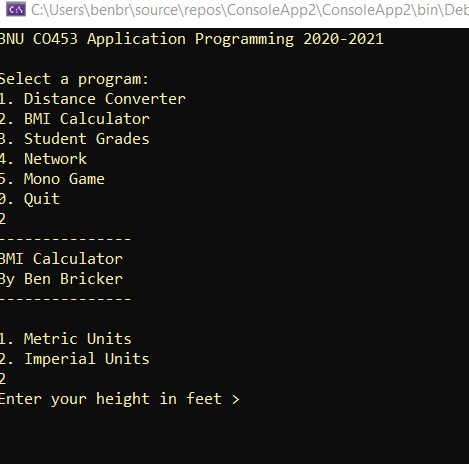 C:\Users\benbr\source\repos\ConsoleApp2\ConsoleApp2\bin\Deb
BNU CO453 Application Programming 2020-2021
Select a program:
1. Distance Converter
2. BMI Calculator
3. Student Grades
4. Network
5. Mono Game
0. Quit
2
---------------
BMI Calculator
By Ben Bricker
---------------
1. Metric Units
2. Imperial Units
2
Enter your height in feet >